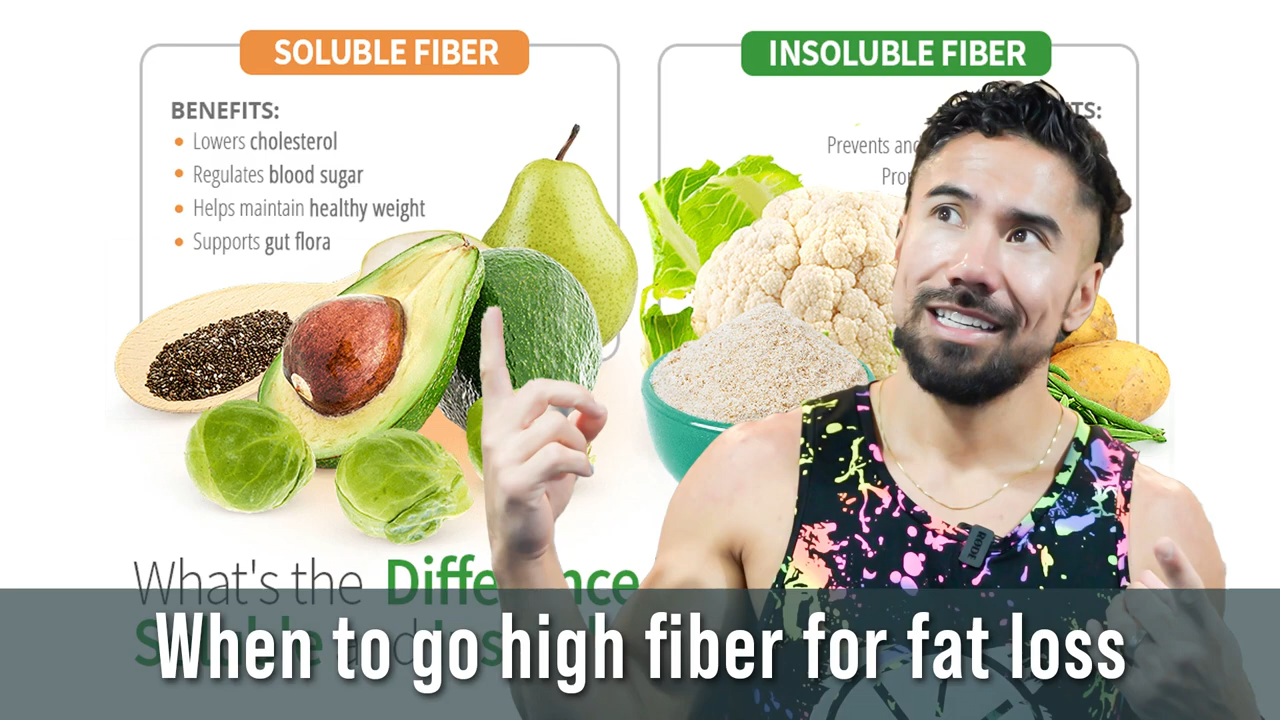 SOLUBLE FIBER
BENEFITS:
Lowers cholesterol
Regulates blood sugar
Helps maintain healthy weight
Supports gut flora
INSOLUBLE FIBER
Prevents
What's the
When to go high fiber for fat loss
RØDE